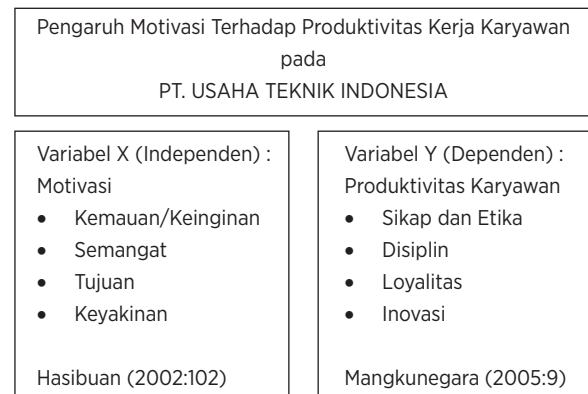 Pengaruh Motivasi Terhadap Produktivitas Kerja Karyawan
pada
PT. USAHA TEKNIK INDONESIA
Variabel X (Independen) :
Motivasi
• Kemauan/Keinginan
• Semangat
• Tujuan
• Keyakinan
Hasibuan (2002:102)
Variabel Y (Dependen) :
Produktivitas Karyawan
• Sikap dan Etika
• Disiplin
• Loyalitas
• Inovasi
Mangkunegara (2005:9)